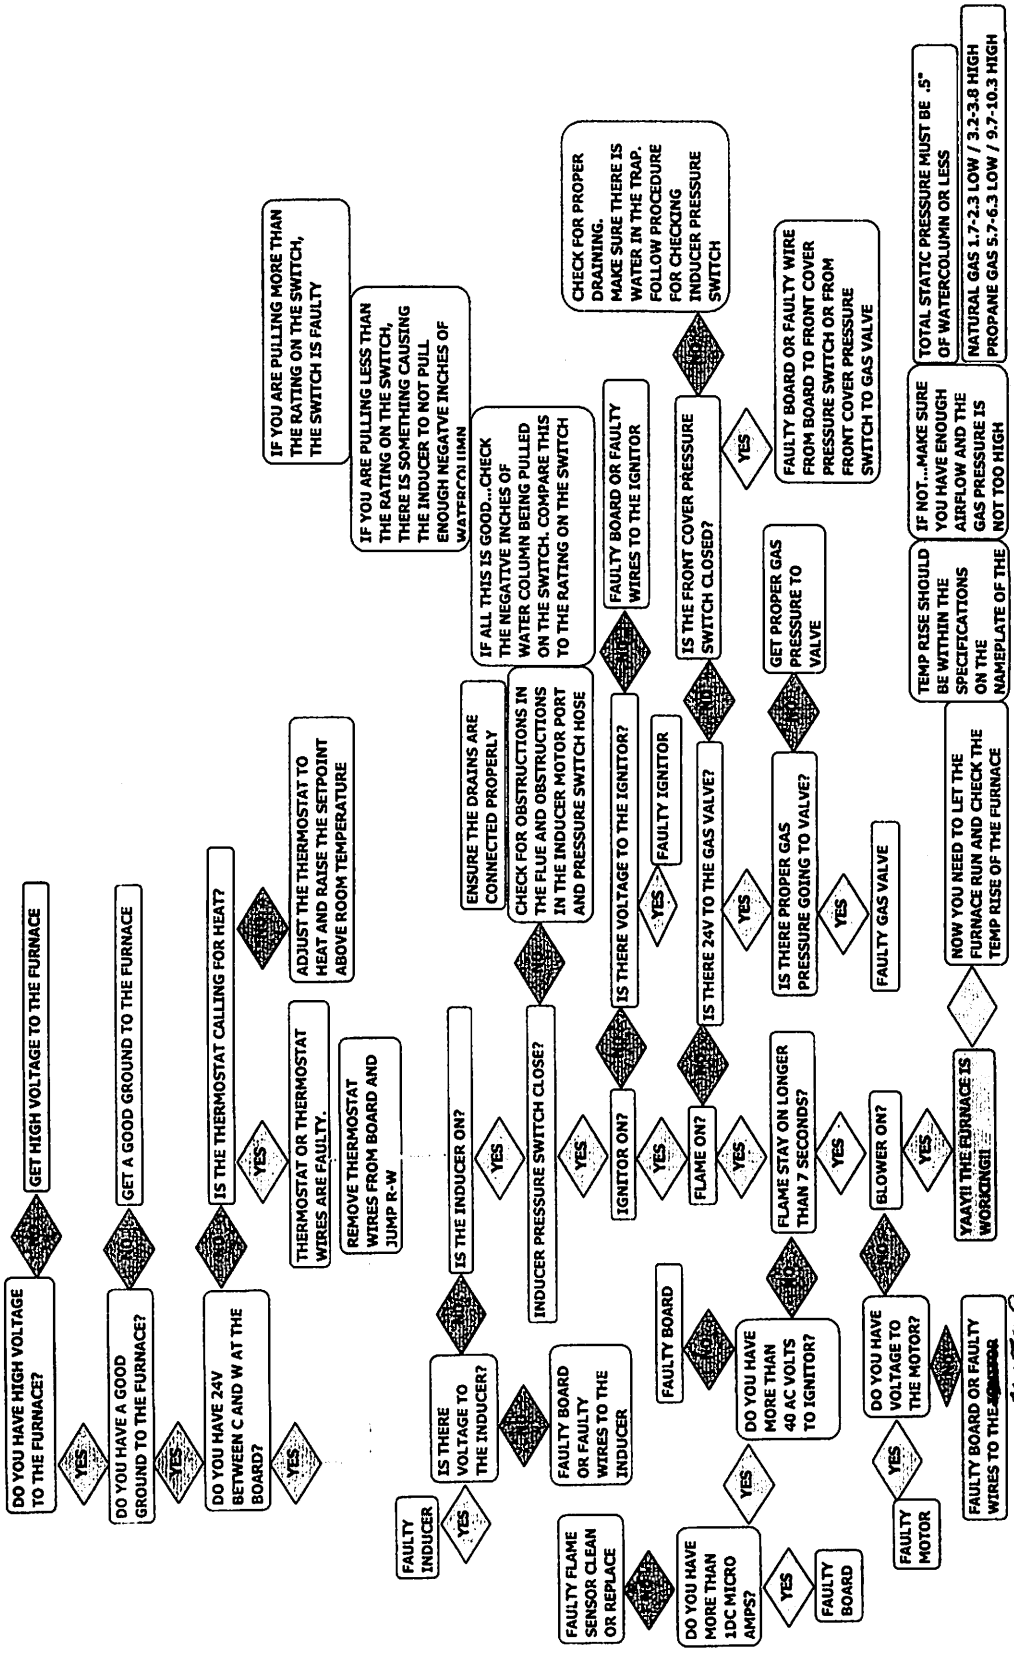 DO YOU HAVE HIGH VOLTAGE
TO THE FURNACE?
NO
GET HIGH VOLTAGE TO THE FURNACE
YES
DO YOU HAVE A GOOD
GROUND TO THE FURNACE?
NO
GET A GOOD GROUND TO THE FURNACE
YES
DO YOU HAVE 24V
BETWEEN C AND W AT THE
BOARD?
NO
IS THE THERMOSTAT CALLING FOR HEAT?
YES
YES
NO
THERMOSTAT OR THERMOSTAT
WIRES ARE FAULTY.
ADJUST THE THERMOSTAT TO
HEAT AND RAISE THE SETPOINT
ABOVE ROOM TEMPERATURE
REMOVE THERMOSTAT
WIRES FROM BOARD AND
JUMP R-W
IF YOU ARE PULLING MORE THAN
THE RATING ON THE SWITCH,
THE SWITCH IS FAULTY
IF YOU ARE PULLING LESS THAN
THE RATING ON THE SWITCH,
THERE IS SOMETHING CAUSING
THE INDUCER TO NOT PULL
ENOUGH NEGATVE INCHES OF
WATERCOLUMN
FAULTY
INDUCER
YES
IS THERE
VOLTAGE TO
THE INDUCER?
NO
IS THE INDUCER ON?
ENSURE THE DRAINS ARE
CONNECTED PROPERLY
IF ALL THIS IS GOOD...CHECK
THE NEGATIVE INCHES OF
WATER COLUMN BEING PULLED
ON THE SWITCH. COMPARE THIS
TO THE RATING ON THE SWITCH
NO
YES
FAULTY BOARD
OR FAULTY
WIRES TO THE
INDUCER
INDUCER PRESSURE SWITCH CLOSE?
NO
CHECK FOR OBSTRUCTIONS IN
THE FLUE AND OBSTRUCTIONS
IN THE INDUCER MOTOR PORT
AND PRESSURE SWITCH HOSE
YES
IGNITOR ON?
NO
IS THERE VOLTAGE TO THE IGNITOR?
NO
FAULTY BOARD OR FAULTY
WIRES TO THE IGNITOR
CHECK FOR PROPER
DRAINING.
MAKE SURE THERE IS
WATER IN THE TRAP.
FOLLOW PROCEDURE
FOR CHECKING
INDUCER PRESSURE
SWITCH
YES
YES
FAULTY IGNITOR
FLAME ON?
NO
IS THERE 24V TO THE GAS VALVE?
NO
IS THE FRONT COVER PRESSURE
SWITCH CLOSED?
NO
YES
YES
YES
FAULTY FLAME
SENSOR CLEAN
OR REPLACE
NO
DO YOU HAVE
MORE THAN
1DC MICRO
AMPS?
YES
FAULTY
BOARD
YES
FAULTY BOARD
NO
DO YOU HAVE
MORE THAN
40 AC VOLTS
TO IGNITOR?
NO
FLAME STAY ON LONGER
THAN 7 SECONDS?
IS THERE PROPER GAS
PRESSURE GOING TO VALVE?
NO
GET PROPER GAS
PRESSURE TO
VALVE
FAULTY BOARD OR FAULTY WIRE
FROM BOARD TO FRONT COVER
PRESSURE SWITCH OR FROM
FRONT COVER PRESSURE
SWITCH TO GAS VALVE
YES
YES
FAULTY GAS VALVE
FAULTY
MOTOR
YES
DO YOU HAVE
VOLTAGE TO
THE MOTOR?
NO
BLOWER ON?
NO
YES
FAULTY BOARD OR FAULTY
WIRES TO THE
YAAY!! THE FURNACE IS
WORKING!!
NOW YOU NEED TO LET THE
FURNACE RUN AND CHECK THE
TEMP RISE OF THE FURNACE
TEMP RISE SHOULD
BE WITHIN THE
SPECIFICATIONS
ON THE
NAMEPLATE OF THE
IF NOT...MAKE SURE
YOU HAVE ENOUGH
AIRFLOW AND THE
GAS PRESSURE IS
NOT TOO HIGH
TOTAL STATIC PRESSURE MUST BE .5"
OF WATERCOLUMN OR LESS
NATURAL GAS 1.7-2.3 LOW / 3.2-3.8 HIGH
PROPANE GAS 5.7-6.3 LOW / 9.7-10.3 HIGH